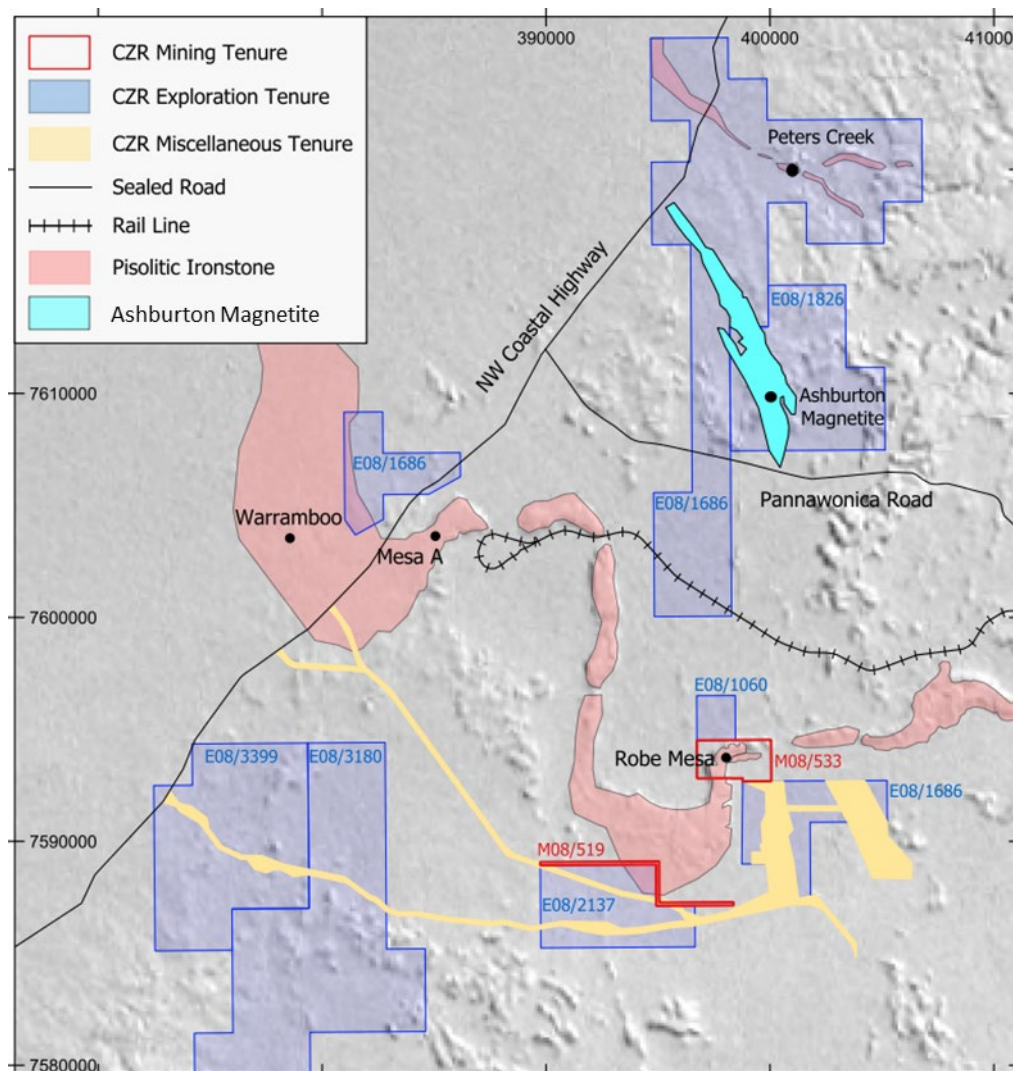 CZR Mining Tenure
CZR Exploration Tenure
CZR Miscellaneous Tenure
Sealed Road
Rail Line
Pisolitic Ironstone
Ashburton Magnetite
390000
400000
41000
Peters Creek
NW Coastal Highway
E08/1826
7610000
Ashburton
Magnetite
E08/1686
E08/1686
Pannawonica Road
Warramboo
Mesa A
7600000
E08/1060
Robe Mesa
M08/533
E08/3399
E08/3180
E08/1686
7590000
M08/519
E08/2137
7580000